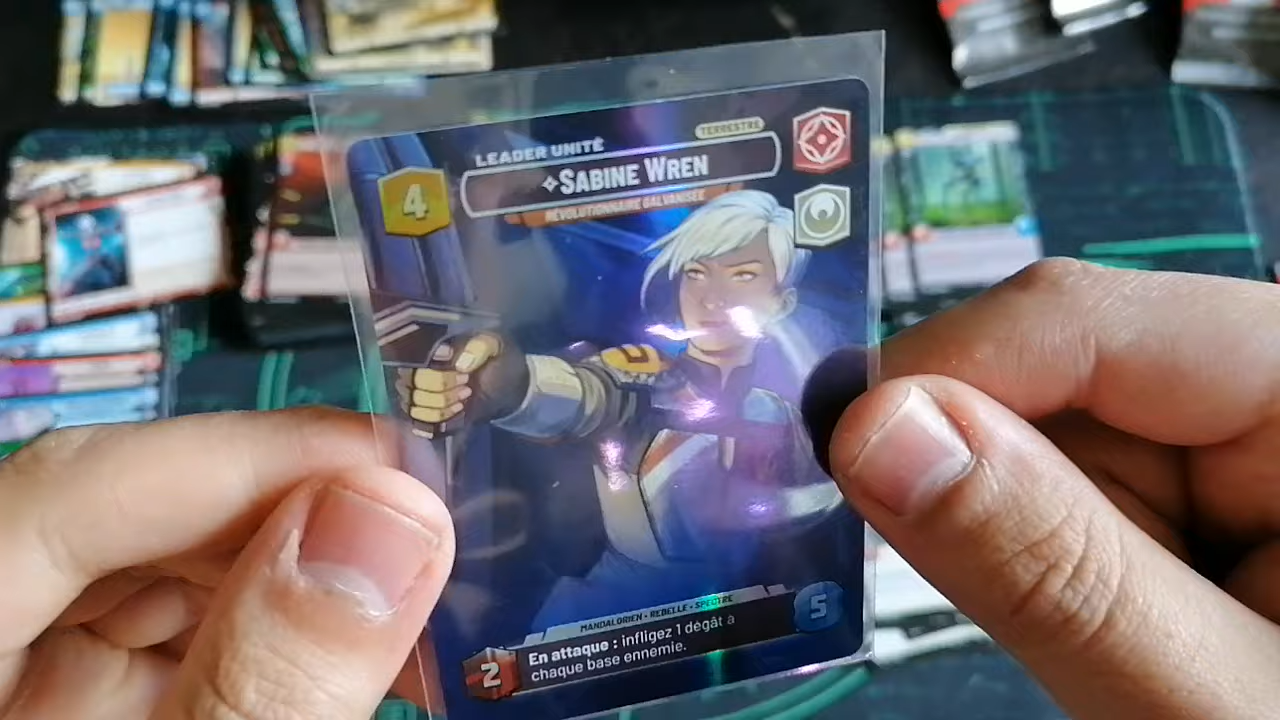 TERRESTRE
LEADER UNITÉ
4
SABINE WREN
RÉVOLUTIONNAIRE GALVANISÉE
MANDALORIEN • REBELLE • SPECTRE
5
2
En attaque : infligez 1 dégât à
chaque base ennemie.